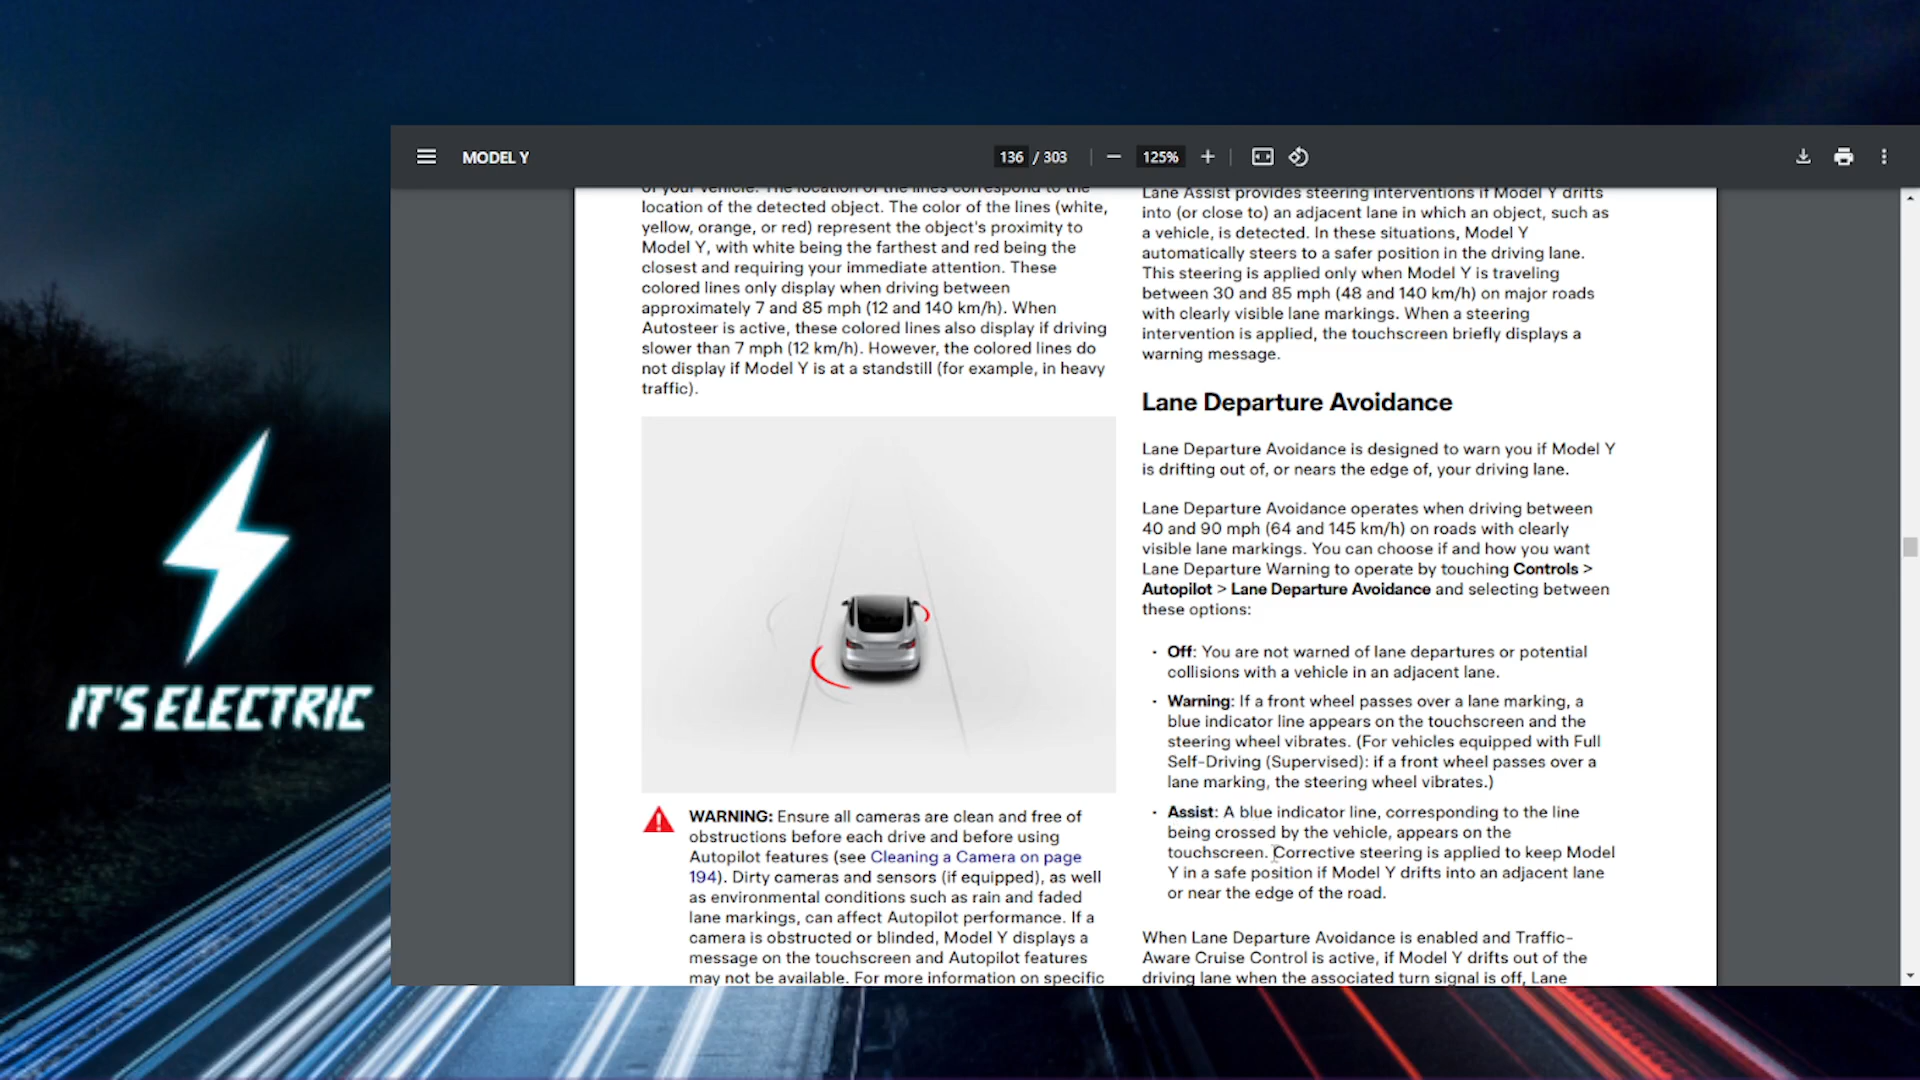 MODEL Y
136 / 303
125%
of your vehicle. The location of the lines correspond to the
location of the detected object. The color of the lines (white,
yellow, orange, or red) represent the object's proximity to
Model Y, with white being the farthest and red being the
closest and requiring your immediate attention. These
colored lines only display when driving between
approximately 7 and 85 mph (12 and 140 km/h). When
Autosteer is active, these colored lines also display if driving
slower than 7 mph (12 km/h). However, the colored lines do
not display if Model Y is at a standstill (for example, in heavy
traffic).
WARNING: Ensure all cameras are clean and free of
obstructions before each drive and before using
Autopilot features (see Cleaning a Camera on page
194). Dirty cameras and sensors (if equipped), as well
as environmental conditions such as rain and faded
lane markings, can affect Autopilot performance. If a
camera is obstructed or blinded, Model Y displays a
message on the touchscreen and Autopilot features
may not be available. For more information on specific
Lane Assist provides steering interventions if Model Y drifts
into (or close to) an adjacent lane in which an object, such as
a vehicle, is detected. In these situations, Model Y
automatically steers to a safer position in the driving lane.
This steering is applied only when Model Y is traveling
between 30 and 85 mph (48 and 140 km/h) on major roads
with clearly visible lane markings. When a steering
intervention is applied, the touchscreen briefly displays a
warning message.
Lane Departure Avoidance
Lane Departure Avoidance is designed to warn you if Model Y
is drifting out of, or nears the edge of, your driving lane.
Lane Departure Avoidance operates when driving between
40 and 90 mph (64 and 145 km/h) on roads with clearly
visible lane markings. You can choose if and how you want
Lane Departure Warning to operate by touching Controls >
Autopilot > Lane Departure Avoidance and selecting between
these options:
• Off: You are not warned of lane departures or potential
collisions with a vehicle in an adjacent lane.
• Warning: If a front wheel passes over a lane marking, a
blue indicator line appears on the touchscreen and the
steering wheel vibrates. (For vehicles equipped with Full
Self-Driving (Supervised): if a front wheel passes over a
lane marking, the steering wheel vibrates.)
• Assist: A blue indicator line, corresponding to the line
being crossed by the vehicle, appears on the
touchscreen. Corrective steering is applied to keep Model
Y in a safe position if Model Y drifts into an adjacent lane
or near the edge of the road.
When Lane Departure Avoidance is enabled and Traffic-
Aware Cruise Control is active, if Model Y drifts out of the
driving lane when the associated turn signal is off, Lane
IT'S ELECTRIC